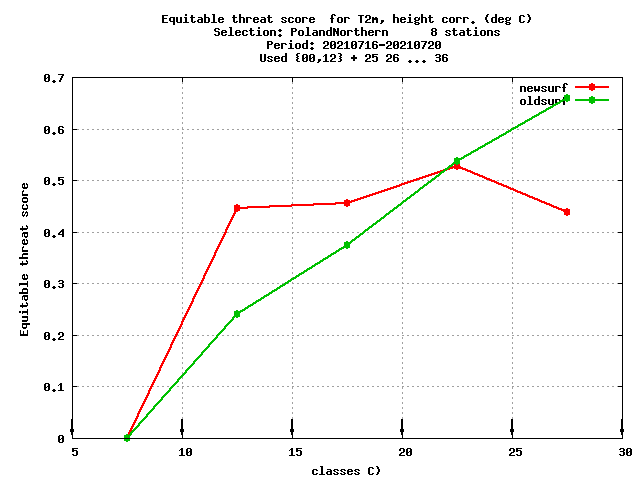 Equitable threat score  for T2m, height corr. (deg C)
Selection: PolandNorthern      8 stations
Period: 20210716-20210720
Used {00,12} + 25 26 ... 36
newsurf
oldsurf
0.7
0.6
0.5
0.4
0.3
0.2
0.1
0
Equitable threat score
5 10 15 20 25 30
classes C)